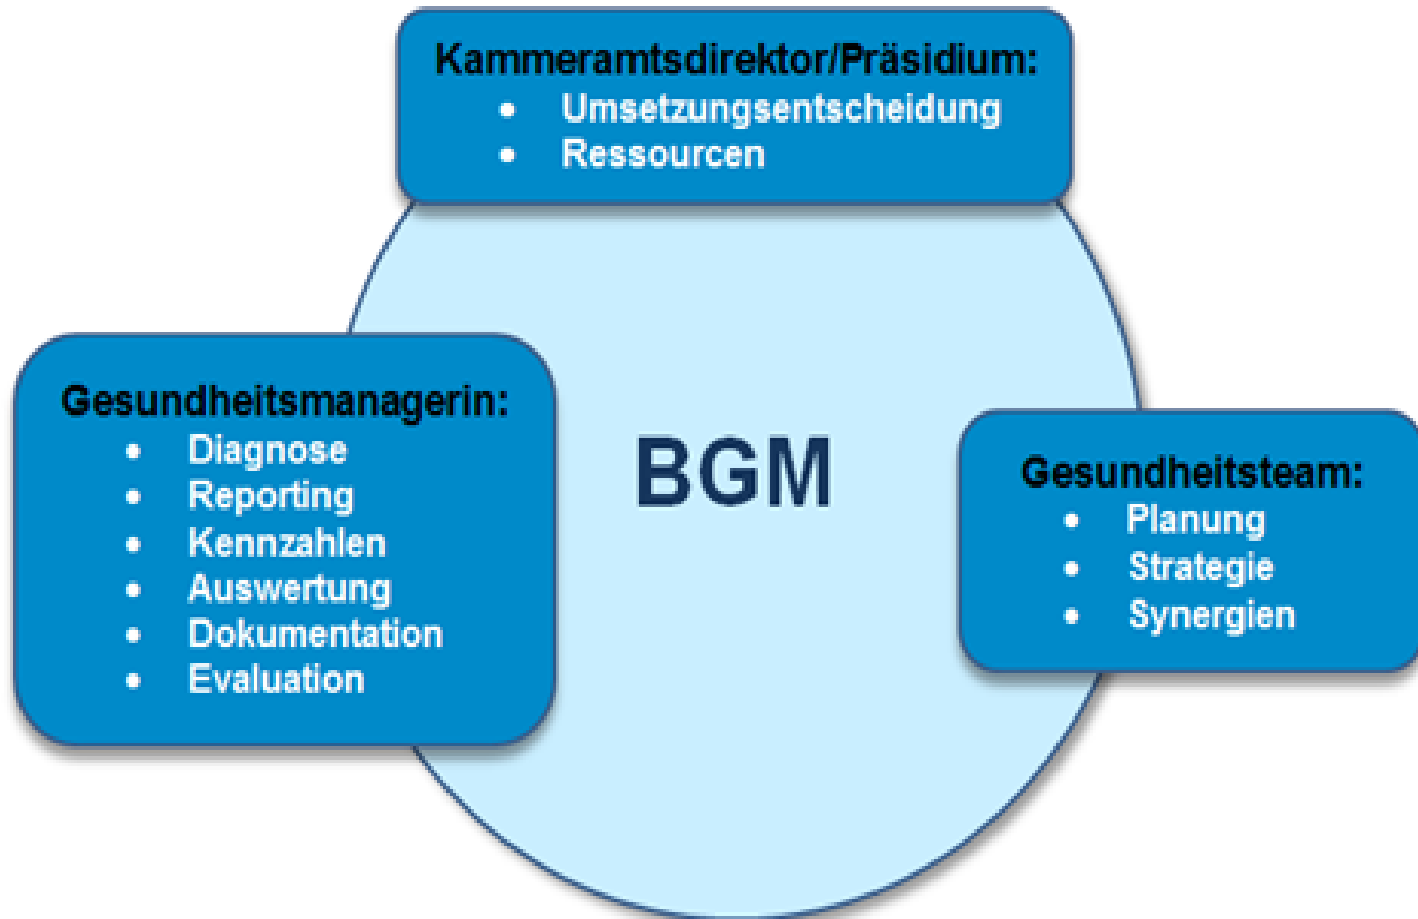 Kammeramtsdirektor/Präsidium:
• Umsetzungsentscheidung
• Ressourcen
Gesundheitsmanagerin:
• Diagnose
• Reporting
• Kennzahlen
• Auswertung
• Dokumentation
• Evaluation
BGM
Gesundheitsteam:
• Planung
• Strategie
• Synergien